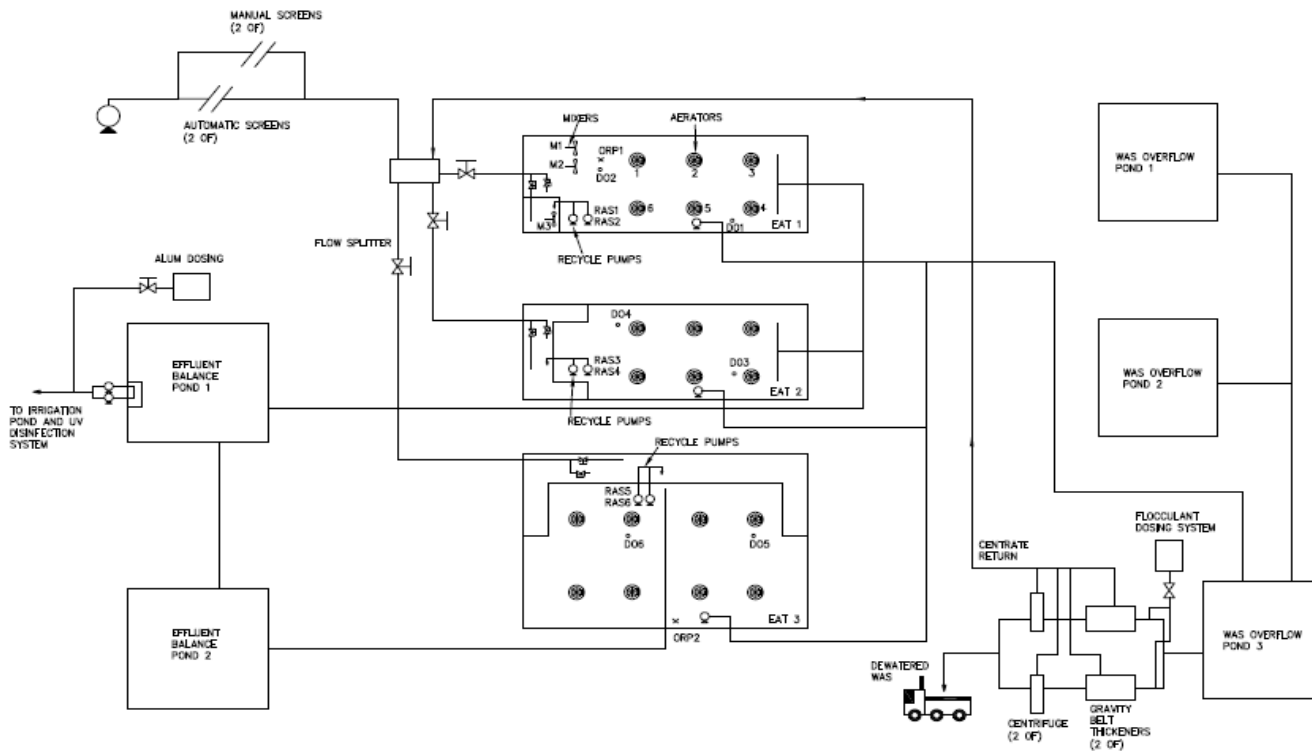 MANUAL SCREENS
(2 OF)
AUTOMATIC SCREENS
(2 OF)
MIXERS
AERATORS
M1
M2
ORP1
DO2
1
2
3
M3
RAS1
RAS2
6
5
4
DO1
EAT 1
RECYCLE PUMPS
FLOW SPLITTER
ALUM DOSING
EFFLUENT
BALANCE
POND 1
TO IRRIGATION
POND AND UV
DISINFECTION
SYSTEM
DO4
RAS3
RAS4
DO3
EAT 2
RECYCLE PUMPS
RECYCLE PUMPS
RAS5
RAS6
DO6
DO5
ORP2
EAT 3
EFFLUENT
BALANCE
POND 2
WAS OVERFLOW
POND 1
WAS OVERFLOW
POND 2
FLOCCULANT
DOSING SYSTEM
CENTRATE
RETURN
WAS OVERFLOW
POND 3
DEWATERED
WAS
CENTRIFUGE
(2 OF)
GRAVITY
BELT
THICKENERS
(2 OF)